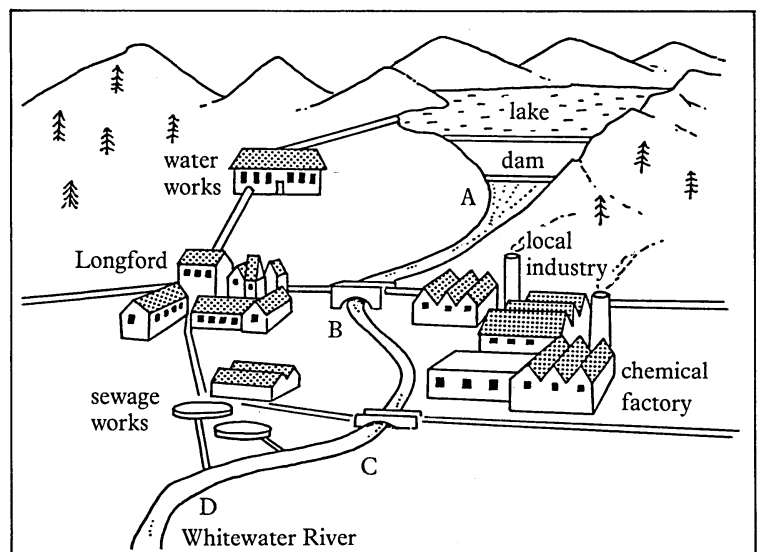 lake
dam
water
works
A
local
industry
Longford
B
chemical
factory
sewage
works
C
D
Whitewater River